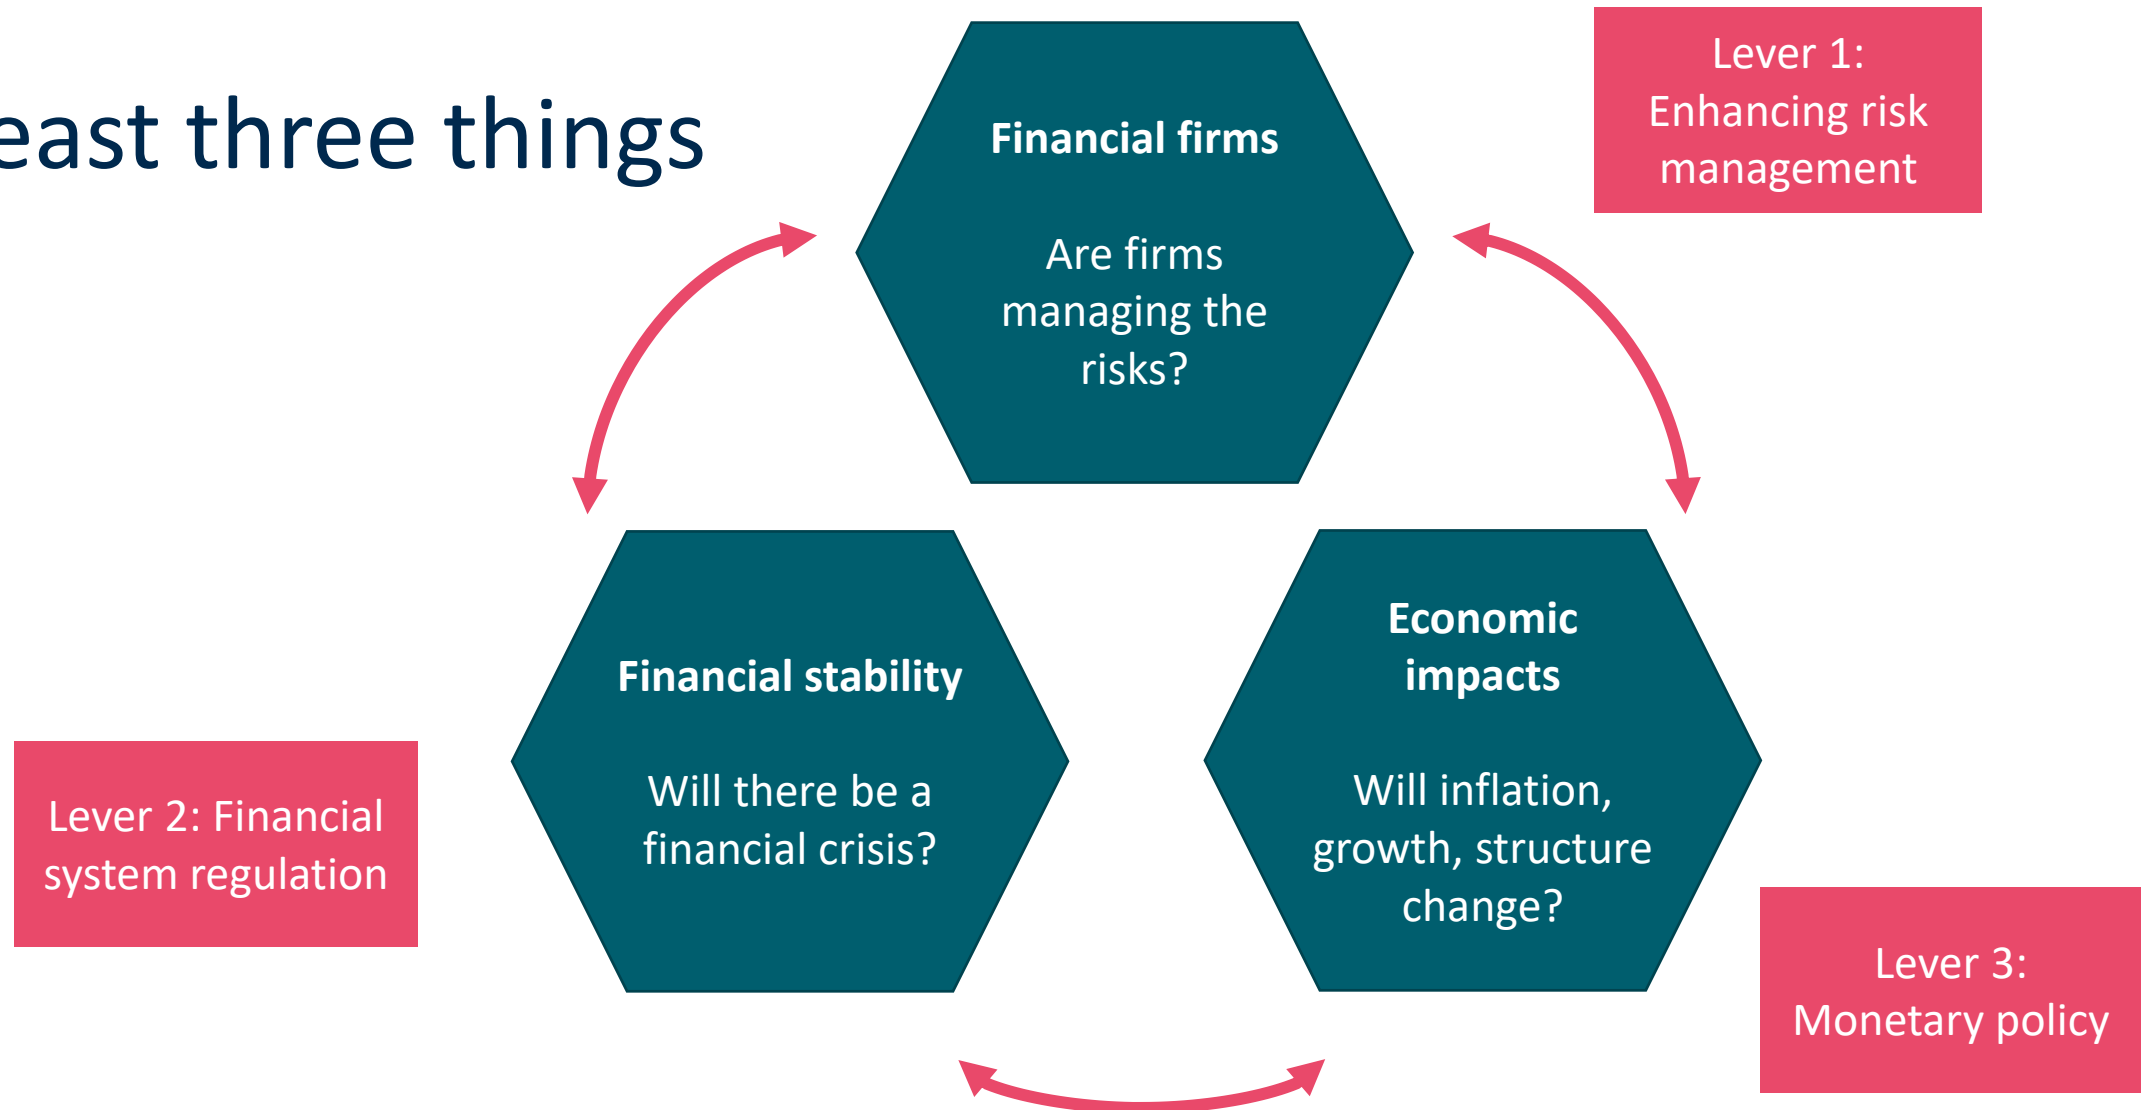 east three things
Financial firms
Are firms
managing the
risks?
Lever 1:
Enhancing risk
management
Financial stability
Will there be a
financial crisis?
Economic
impacts
Will inflation,
growth, structure
change?
Lever 2: Financial
system regulation
Lever 3:
Monetary policy